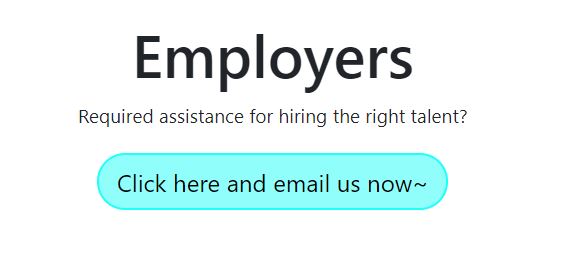 Employers
Required assistance for hiring the right talent?
Click here and email us now~